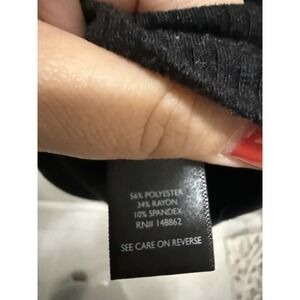 56% POLYESTER
34% RAYON
10% SPANDEX
RN# 148862
SEE CARE ON REVERSE